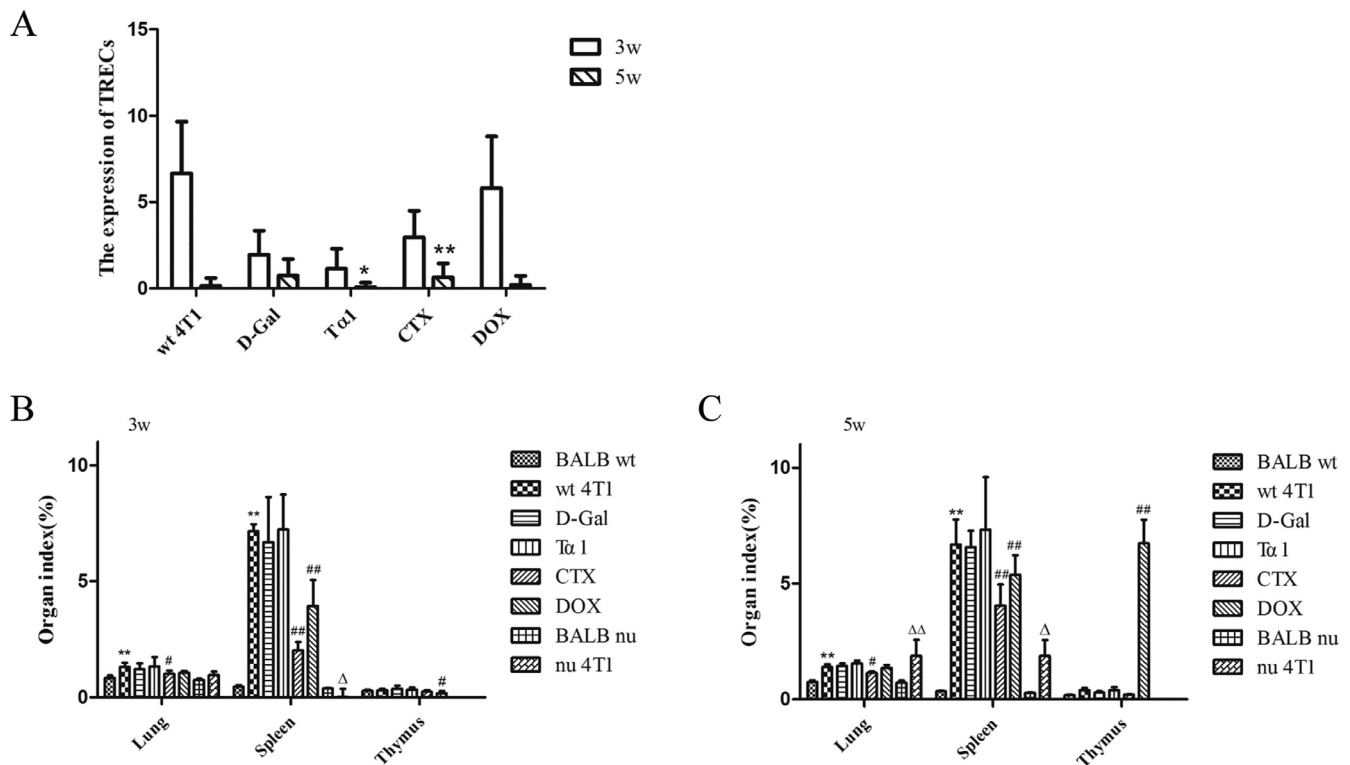 A
The expression of TRECs
15
10
5
0
3w
5w
*
**
wt 4T1
D-Gal
Tα1
CTX
DOX
B
3w
Organ index(%)
10
5
0
**
#
**
##
##
Δ
#
Lung
Spleen
Thymus
BALB wt
wt 4T1
D-Gal
Tα 1
CTX
DOX
BALB nu
nu 4T1
C
5w
Organ index(%)
10
5
0
**
#
ΔΔ
**
##
##
Δ
##
Lung
Spleen
Thymus
BALB wt
wt 4T1
D-Gal
Tα 1
CTX
DOX
BALB nu
nu 4T1